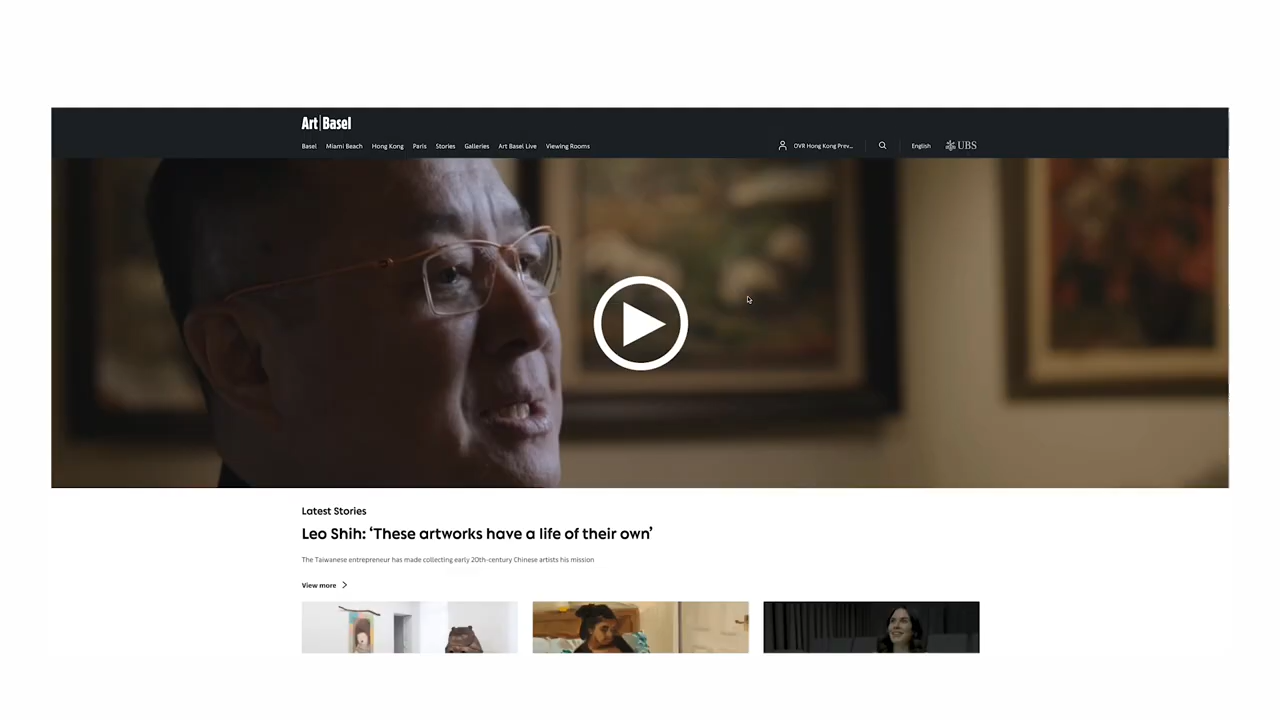 Art Basel
Basel Miami Beach Hong Kong Paris Stories Galleries Art Basel Live Viewing Rooms OVR Hong Kong Prev... English UBS
Latest Stories
Leo Shih: ‘These artworks have a life of their own’
The Taiwanese entrepreneur has made collecting early 20th-century Chinese artists his mission
View more